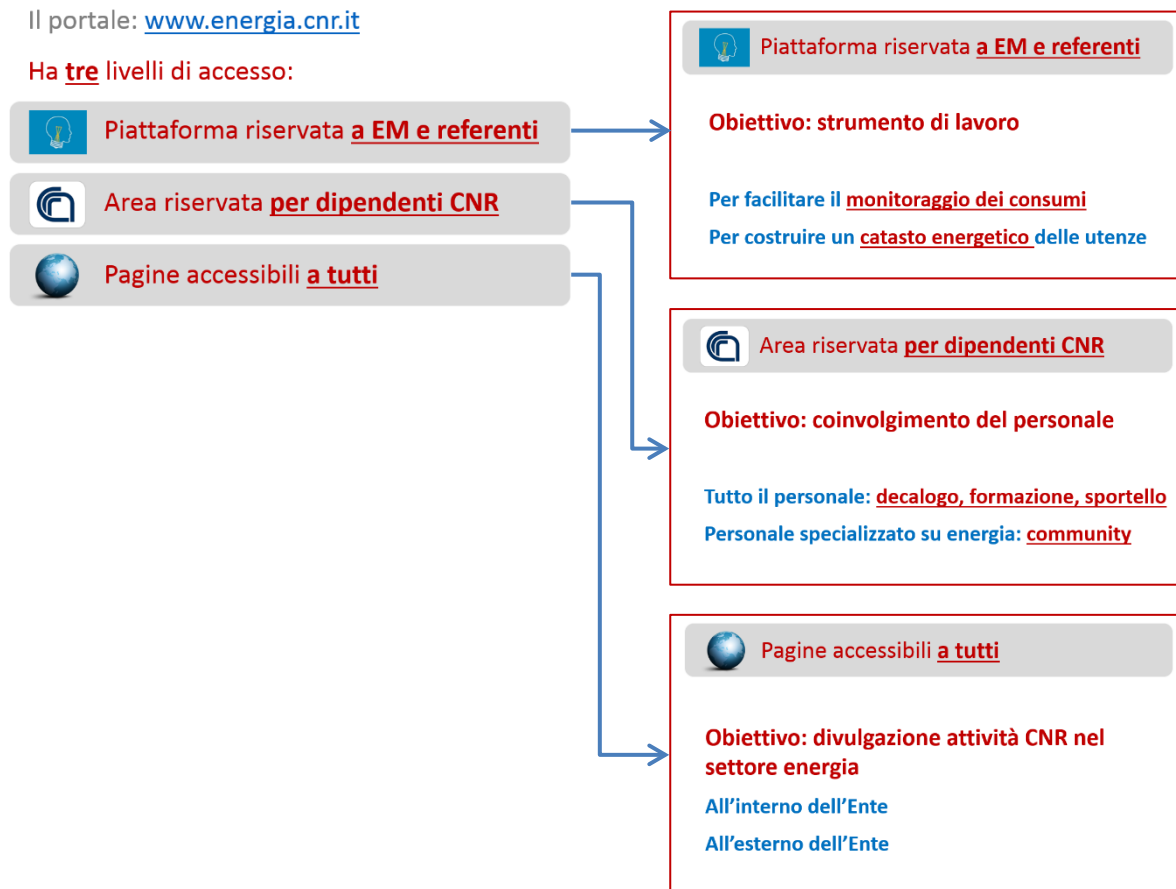 Il portale: www.energia.cnr.it
Ha tre livelli di accesso:
Piattaforma riservata a EM e referenti
Area riservata per dipendenti CNR
Pagine accessibili a tutti
Piattaforma riservata a EM e referenti
Obiettivo: strumento di lavoro
Per facilitare il monitoraggio dei consumi
Per costruire un catasto energetico delle utenze
Area riservata per dipendenti CNR
Obiettivo: coinvolgimento del personale
Tutto il personale: decalogo, formazione, sportello
Personale specializzato su energia: community
Pagine accessibili a tutti
Obiettivo: divulgazione attività CNR nel
settore energia
All’interno dell’Ente
All’esterno dell’Ente